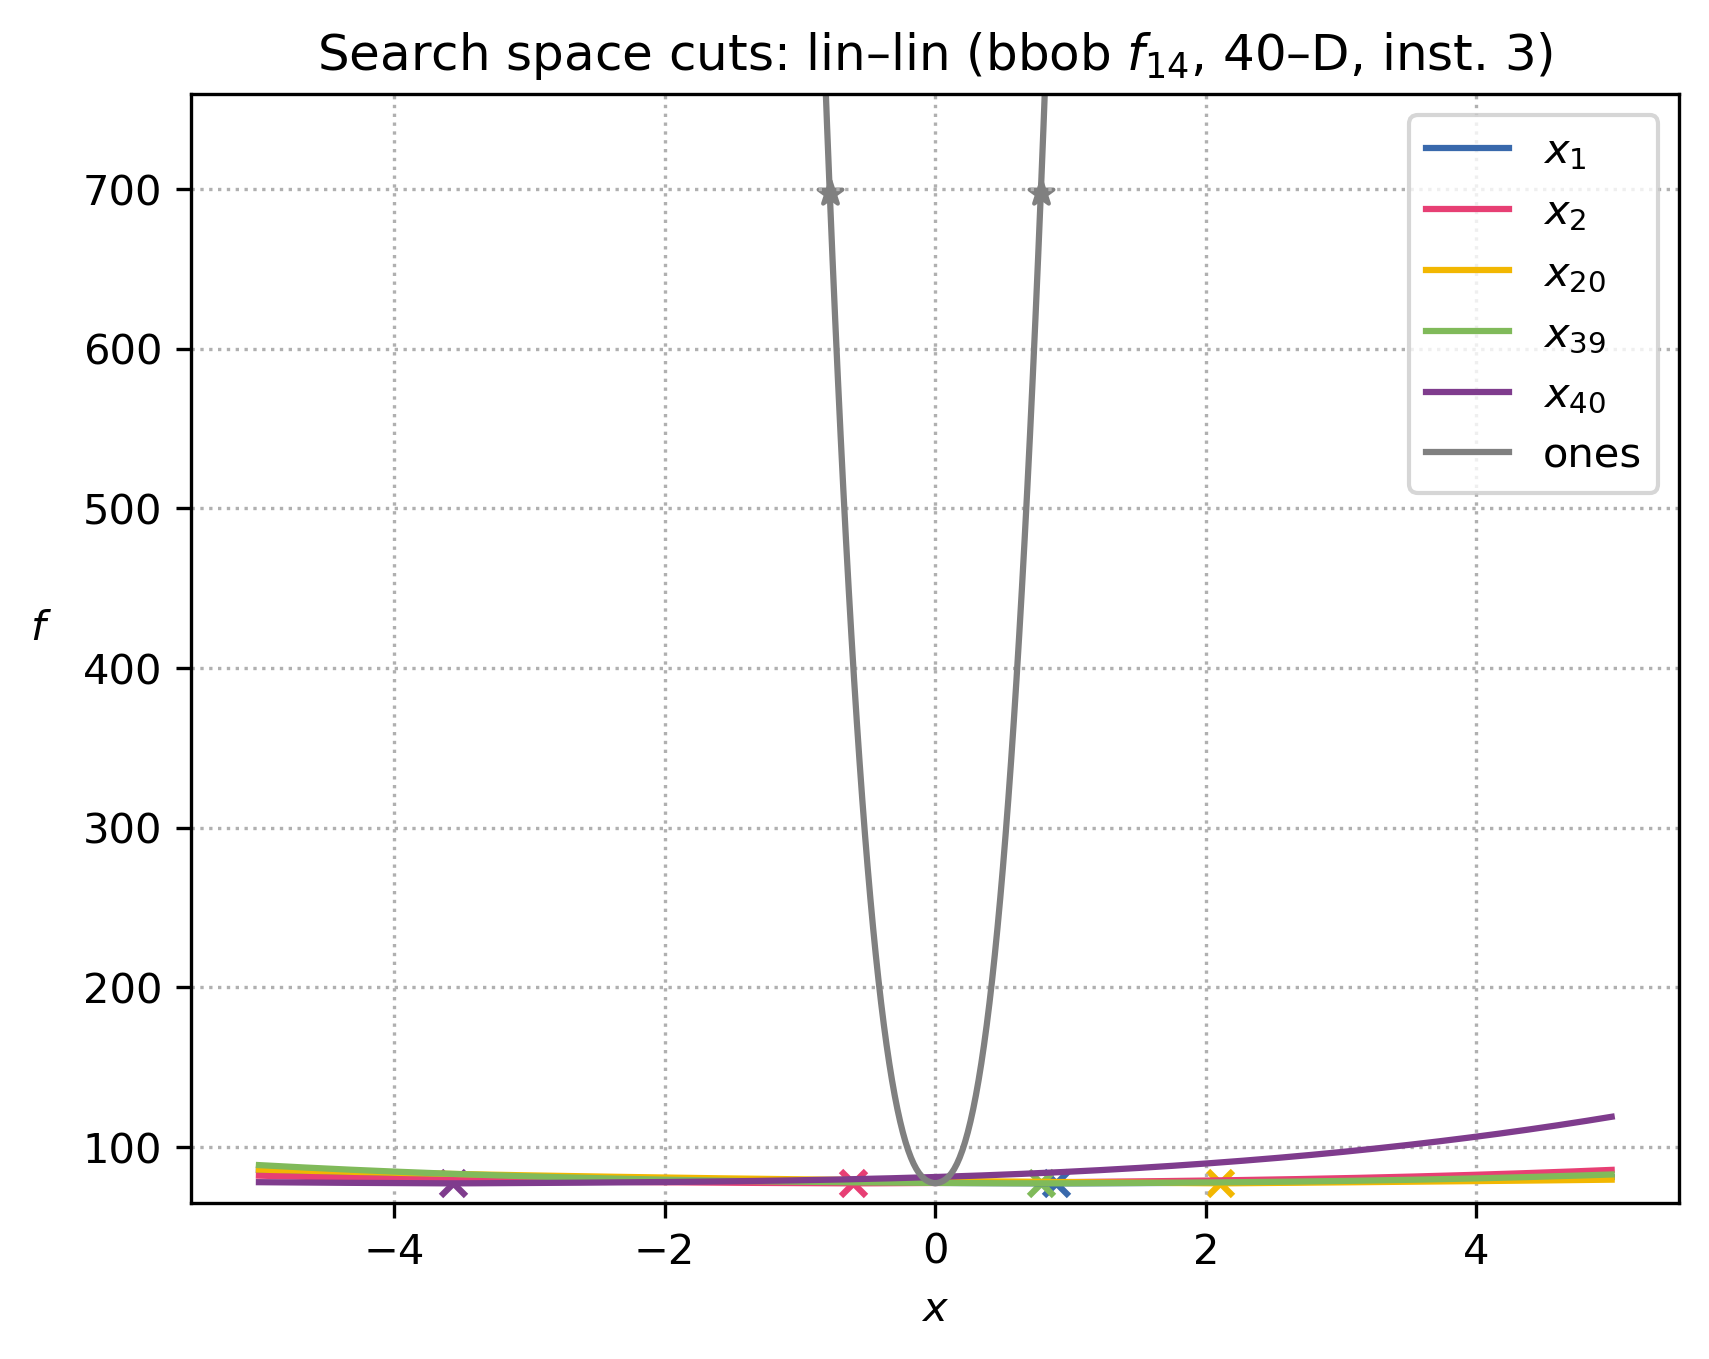 Search space cuts: lin–lin (bbob f14, 40–D, inst. 3)
x1
x2
x20
x39
x40
ones
700
600
500
400
300
200
100
f
−4 −2 0 2 4
x